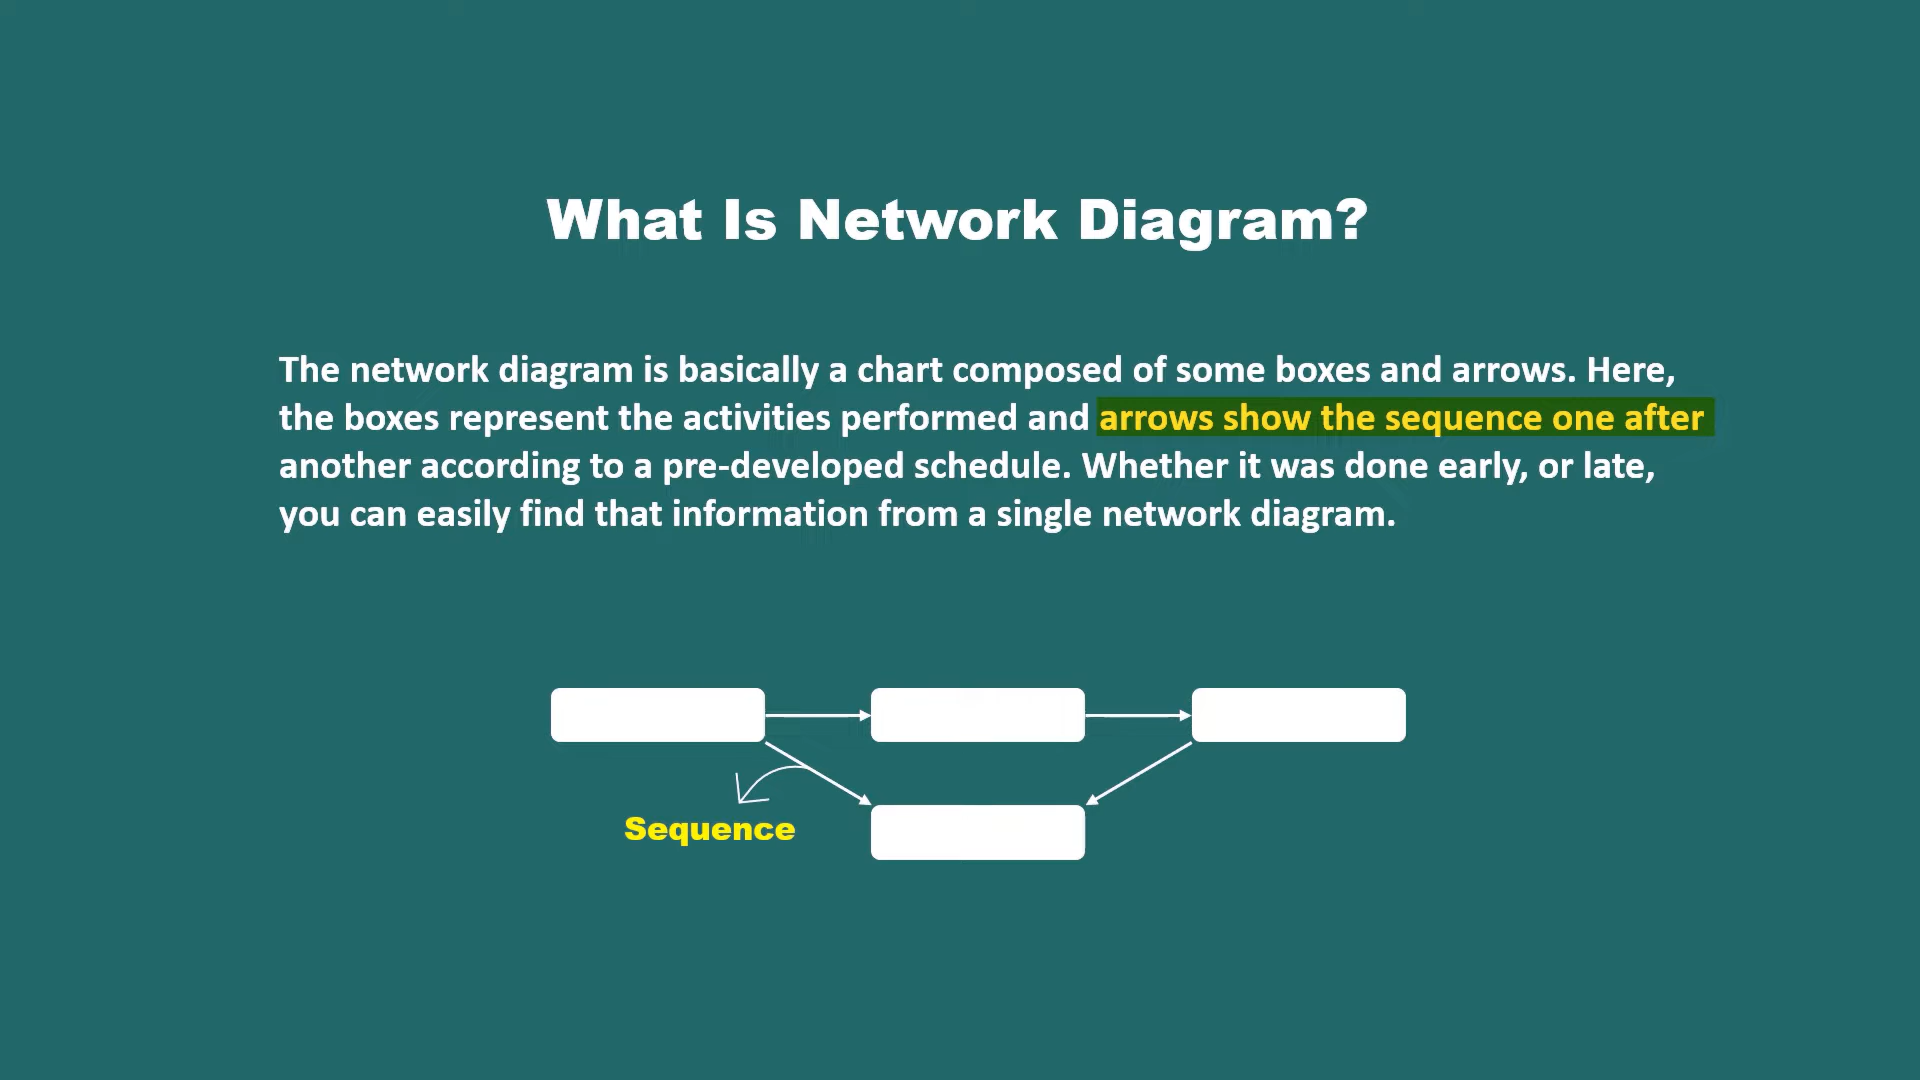 What Is Network Diagram?
The network diagram is basically a chart composed of some boxes and arrows. Here,
the boxes represent the activities performed and arrows show the sequence one after
another according to a pre-developed schedule. Whether it was done early, or late,
you can easily find that information from a single network diagram.
Sequence